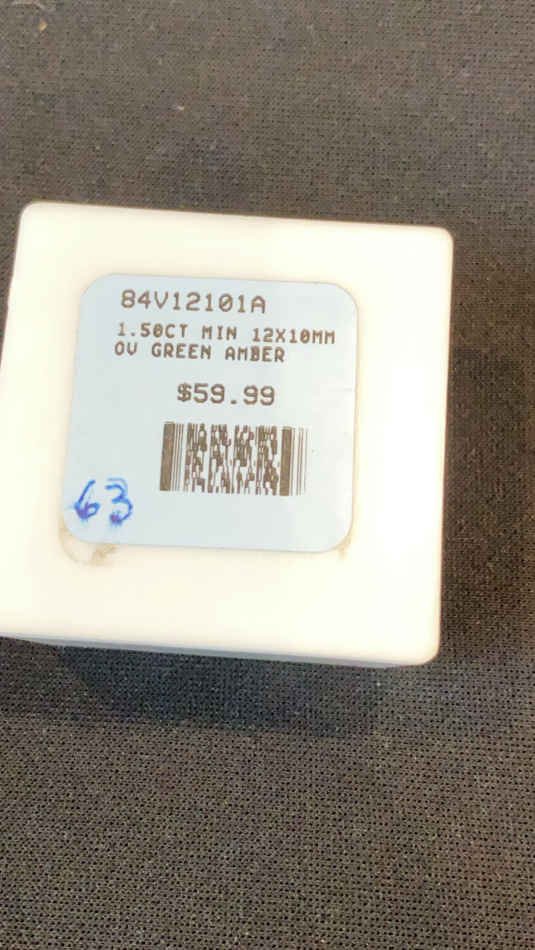 84V12101A
1.50CT MIN 12X10MM
OV GREEN AMBER
$59.99
63